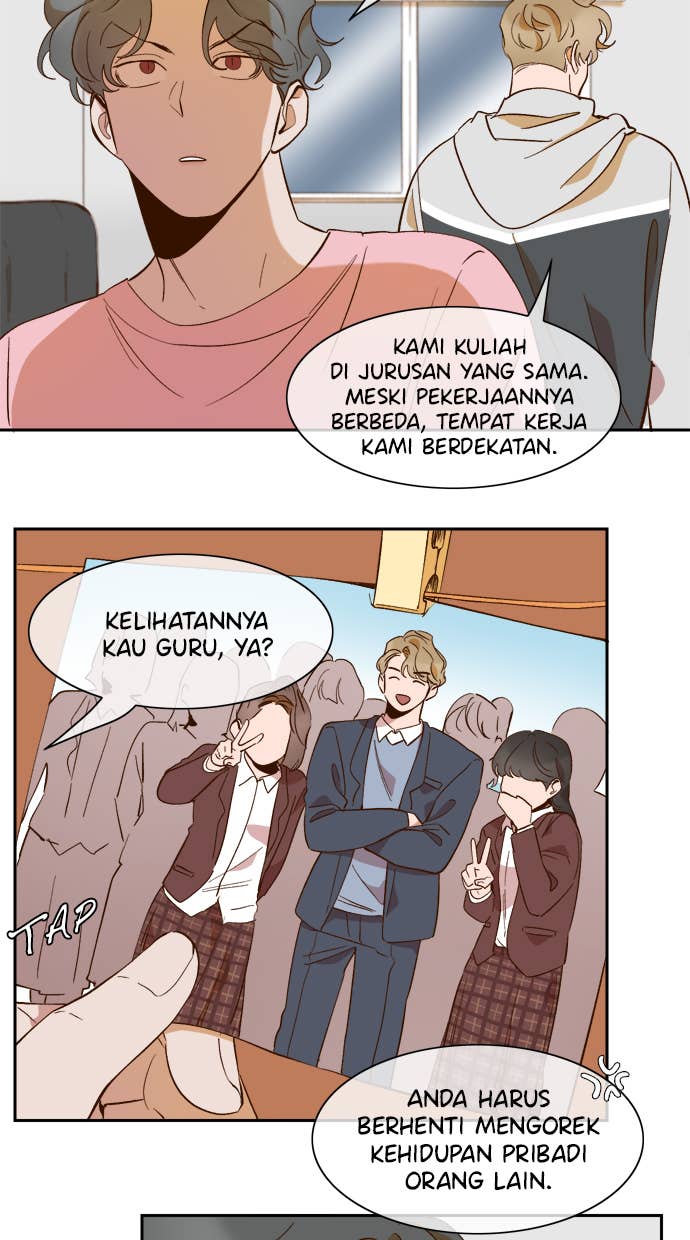 KAMI KULIAH
DI JURUSAN YANG SAMA.
MESKI PEKERJAANNYA
BERBEDA, TEMPAT KERJA
KAMI BERDEKATAN.
KELIHATANNYA
KAU GURU, YA?
TAP
ANDA HARUS
BERHENTI MENGOREK
KEHIDUPAN PRIBADI
ORANG LAIN.